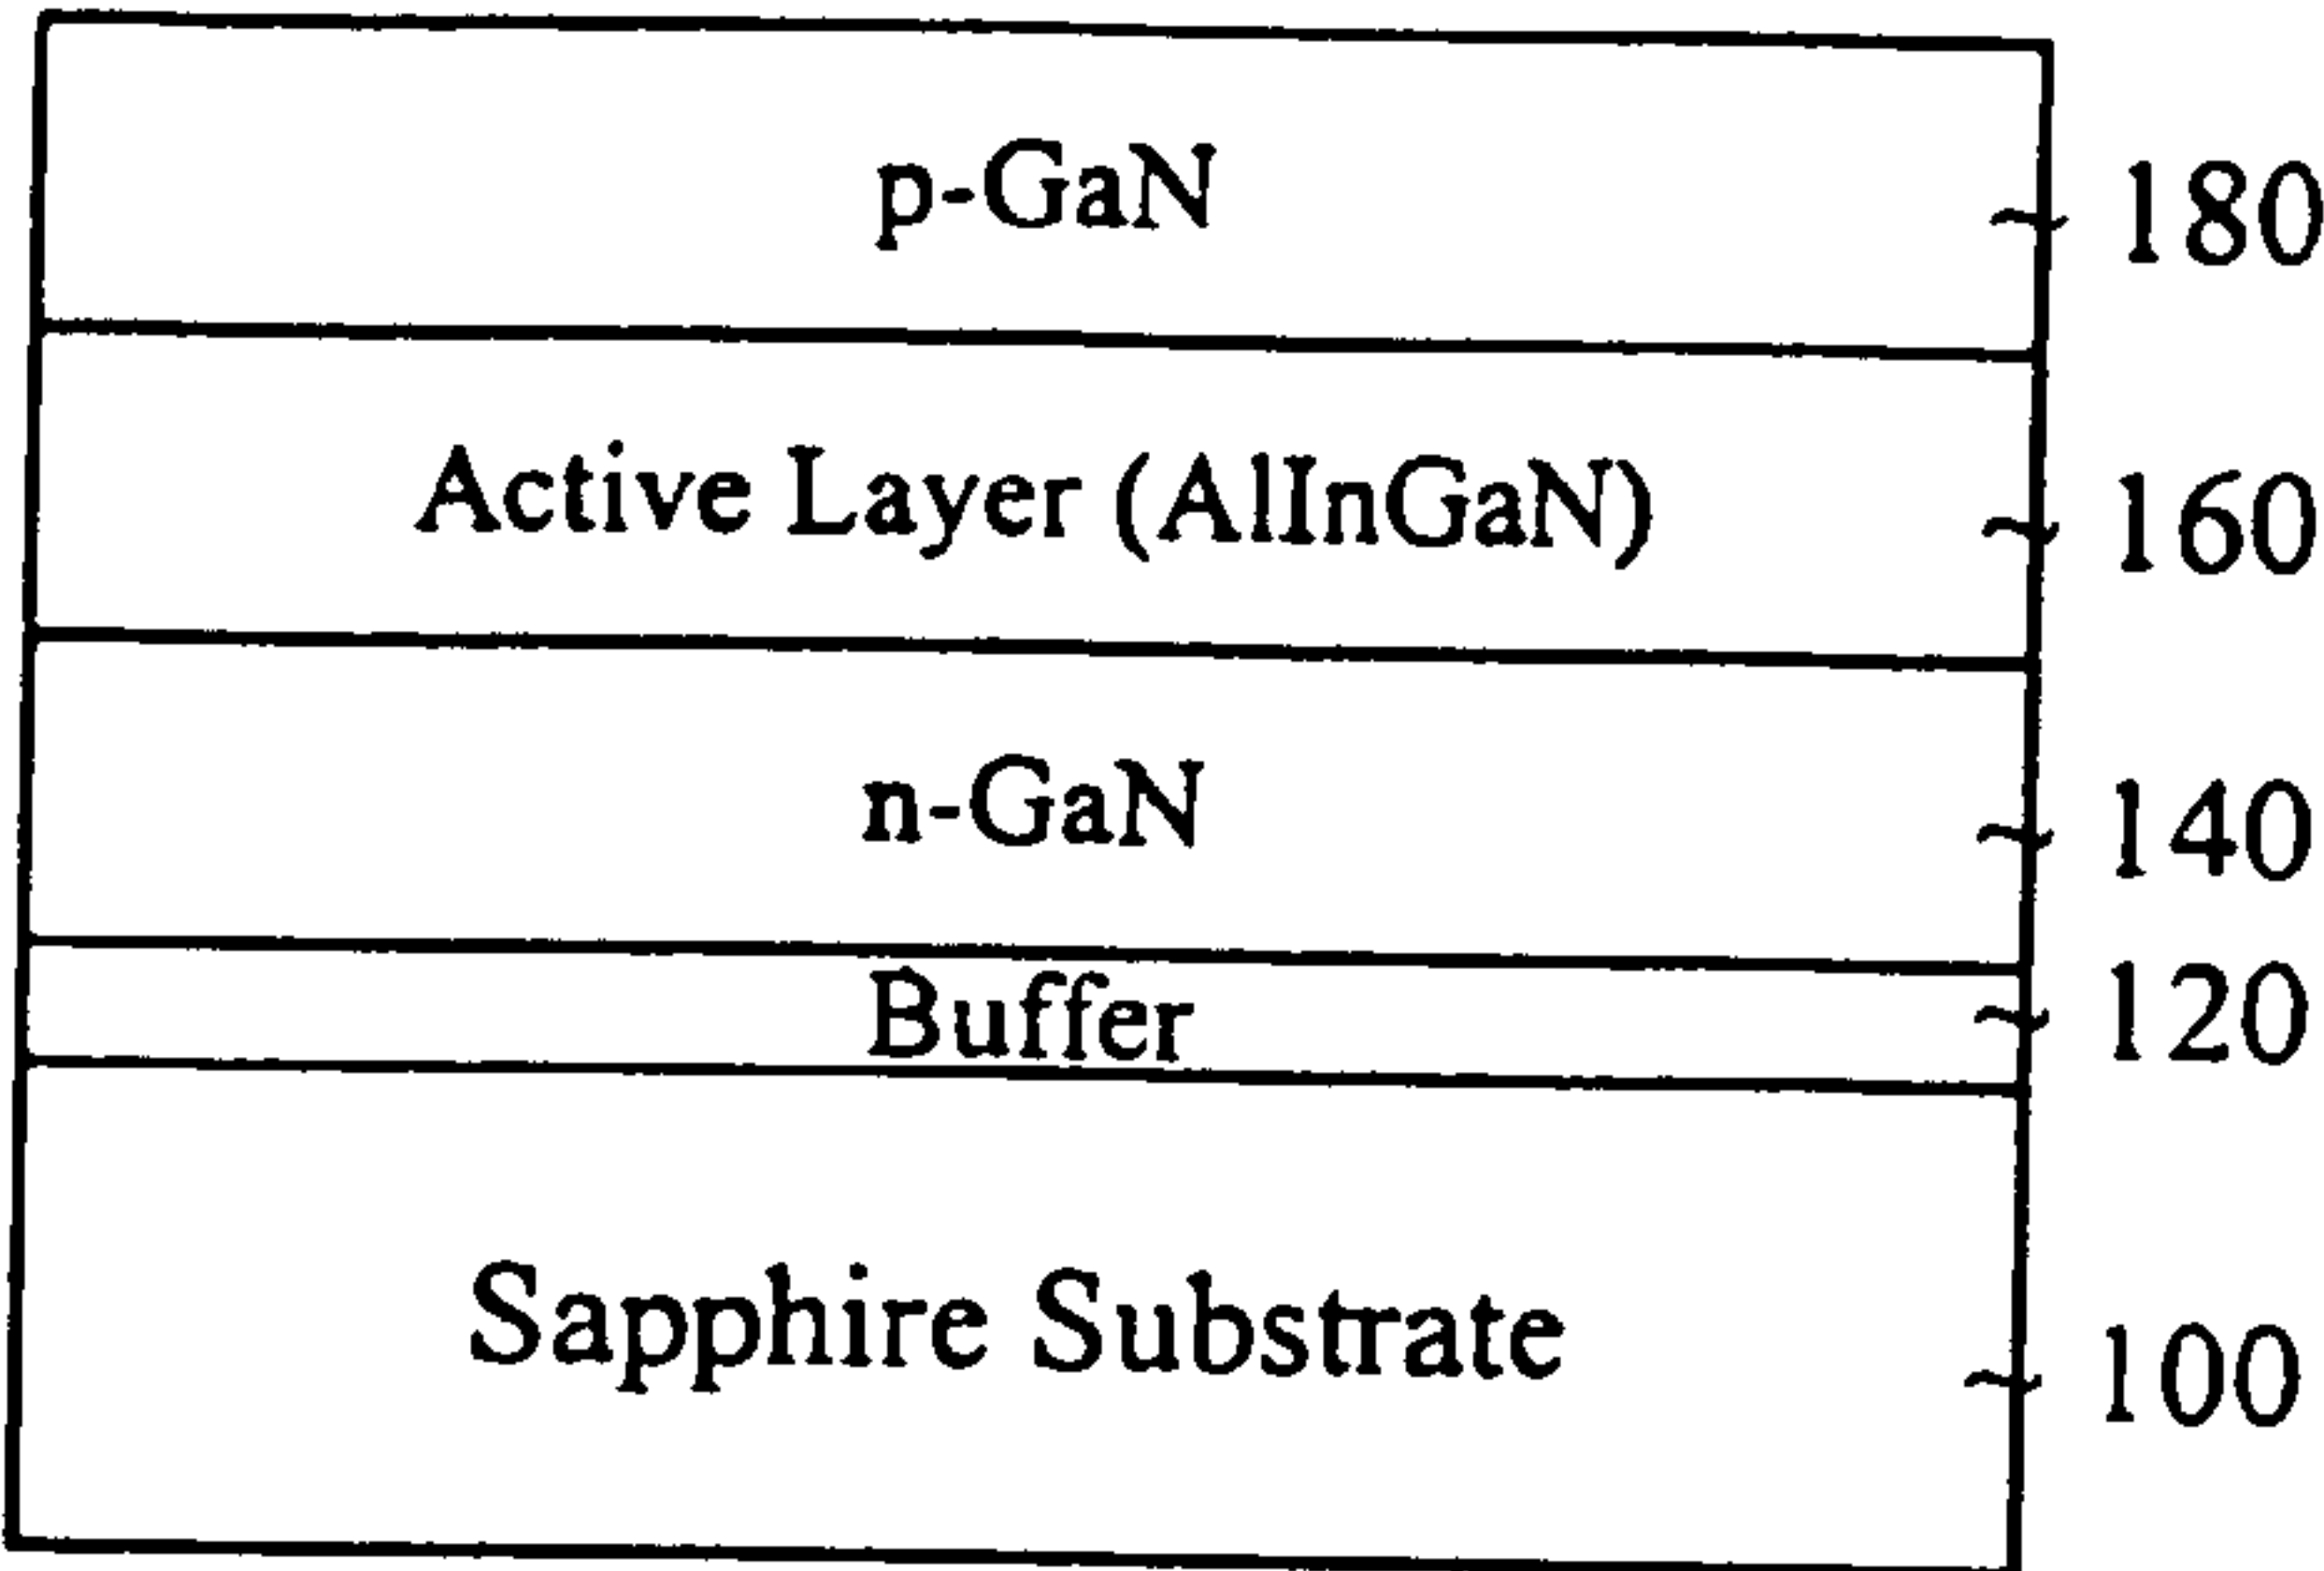 p-GaN 180
Active Layer (AlInGaN) 160
n-GaN 140
Buffer 120
Sapphire Substrate 100